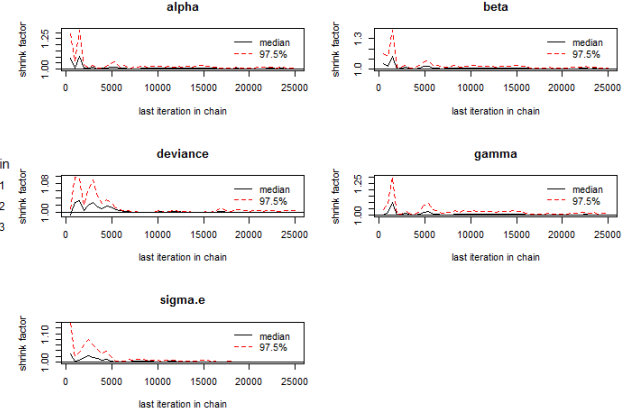 in
1
2
3
alpha
shrink factor
1.00 1.25
median
97.5%
0 5000 10000 15000 20000 25000
last iteration in chain
beta
shrink factor
1.0 1.3
median
97.5%
0 5000 10000 15000 20000 25000
last iteration in chain
deviance
shrink factor
1.00 1.08
median
97.5%
0 5000 10000 15000 20000 25000
last iteration in chain
gamma
shrink factor
1.00 1.25
median
97.5%
0 5000 10000 15000 20000 25000
last iteration in chain
sigma.e
shrink factor
1.00 1.10
median
97.5%
0 5000 10000 15000 20000 25000
last iteration in chain